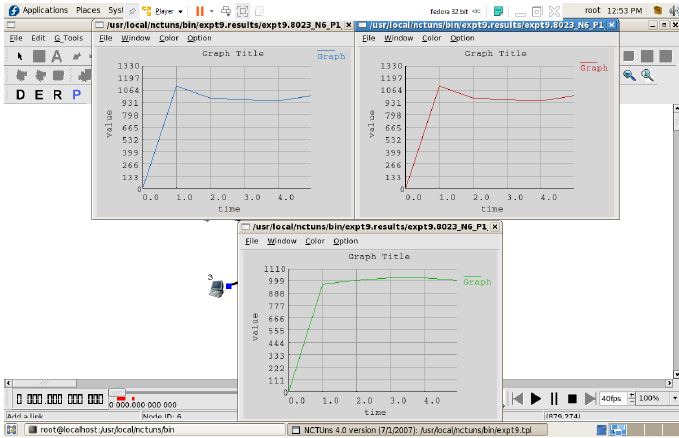 Applications Places System Player fedora 32 bit << root 12:53 PM
/usr/local/nctuns/bin/expt9.results/expt9.8023_N6_P1_
/usr/local/nctuns/bin/expt9.results/expt9.8023_N6_P1_
File Edit G_Tools
File Window Color Option
File Window Color Option
D E R P
Graph Title
Graph
1330
1197
1064
931
798
665
532
399
266
133
0
value
0.0 1.0 2.0 3.0 4.0
time
Graph Title
Graph
1330
1197
1064
931
798
665
532
399
266
133
0
value
0.0 1.0 2.0 3.0 4.0
time
/usr/local/nctuns/bin/expt9.results/expt9.8023_N6_P1_
File Window Color Option
Graph Title
Graph
1110
999
888
777
666
555
444
333
222
111
0
value
0.0 1.0 2.0 3.0 4.0
time
3
0 000 000 000 000
0 000.000 000 000
40fps 100%
Add a link Node ID: 6 (879,274)
root@localhost:/usr/local/nctuns/bin
NCTUns 4.0 version (7/1/2007): /usr/local/nctuns/bin/expt9.tpl